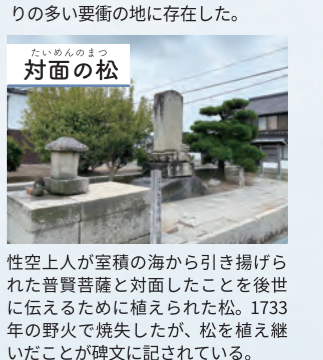 りの多い要衝の地に存在した。
たいめんのまつ
対面の松
性空上人が室積の海から引き揚げら
れた普賢菩薩と対面したことを後世
に伝えるために植えられた松。1733
年の野火で焼失したが、松を植え継
いだことが碑文に記されている。